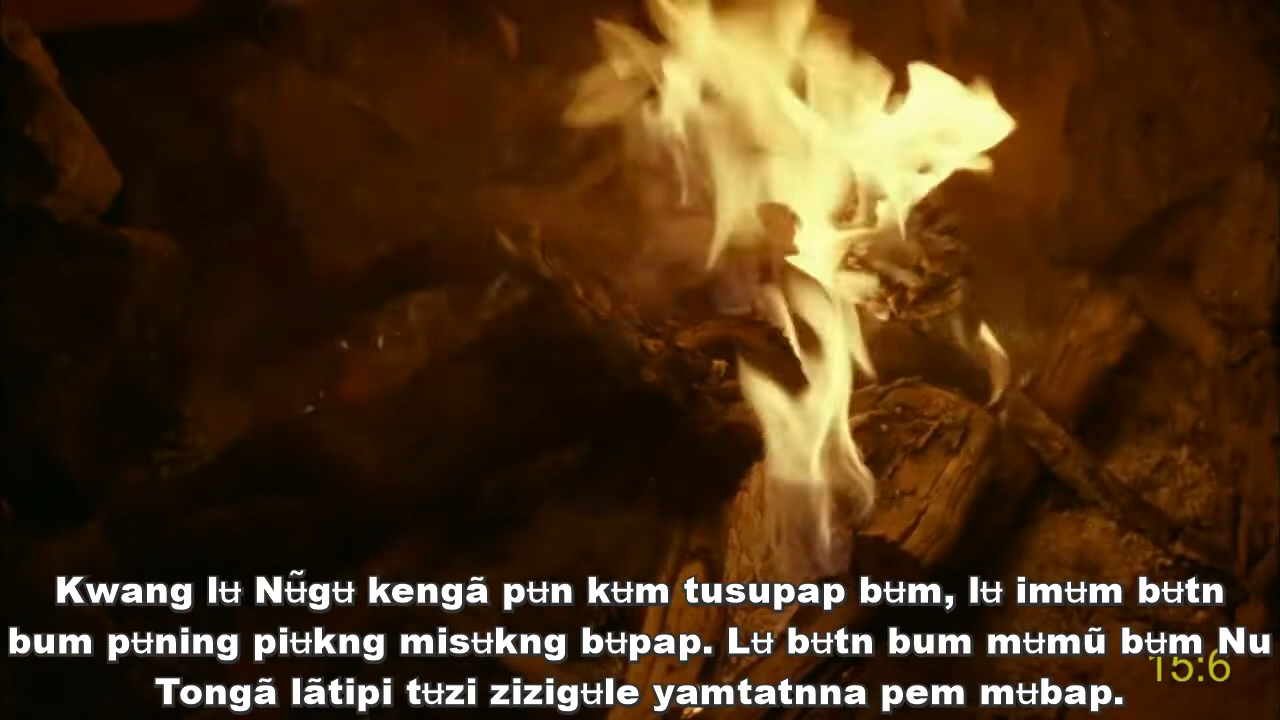 Kwang lʉ Nʉ̃gʉ kengã pʉn kʉm tusupap bʉm, lʉ imʉm bʉtn
bum pʉning piʉkng misʉkng bʉpap. Lʉ bʉtn bum mʉmũ bʉm Nu
Tongã lãtipi tʉzi zizigʉle yamtatnna pem mʉbap.
15:6